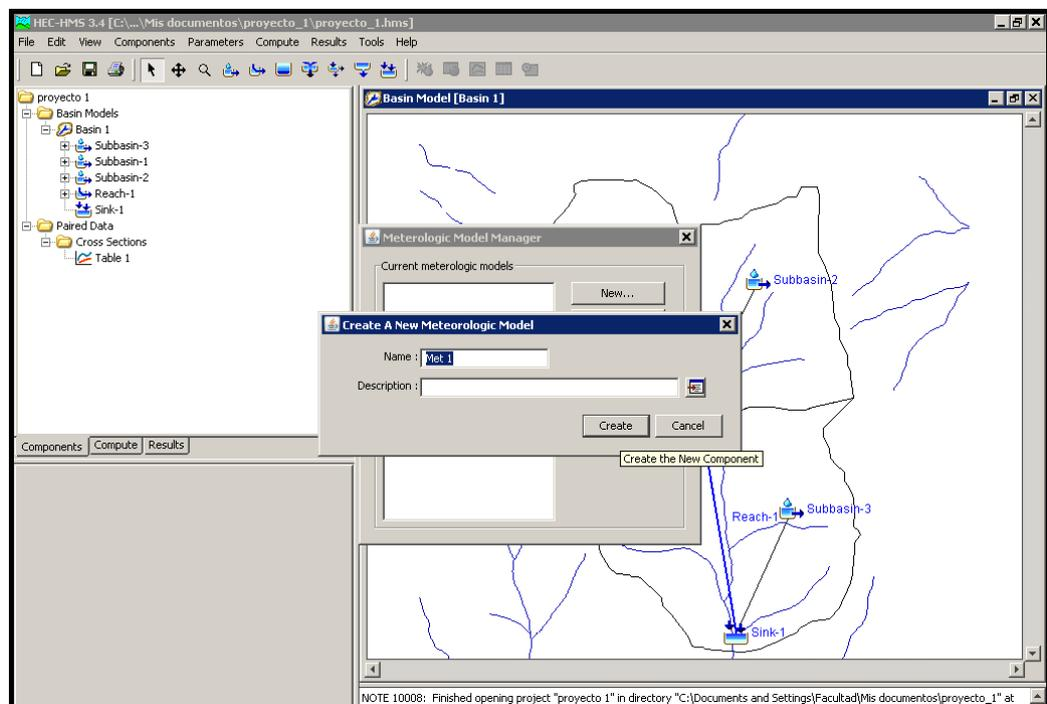 HEC-HMS 3.4 [C:\...\Mis documentos\proyecto_1\proyecto_1.hms]
File Edit View Components Parameters Compute Results Tools Help
proyecto 1
Basin Models
Basin 1
Subbasin-3
Subbasin-1
Subbasin-2
Reach-1
Sink-1
Paired Data
Cross Sections
Table 1
Components Compute Results
Basin Model [Basin 1]
Subbasin-2
Meterologic Model Manager
Current meterologic models
New...
Create A New Meteorologic Model
Name : Met 1
Description :
Create Cancel
Create the New Component
Reach-1
Subbasin-3
Sink-1
NOTE 10008: Finished opening project "proyecto 1" in directory "C:\Documents and Settings\Facultad\Mis documentos\proyecto_1" at